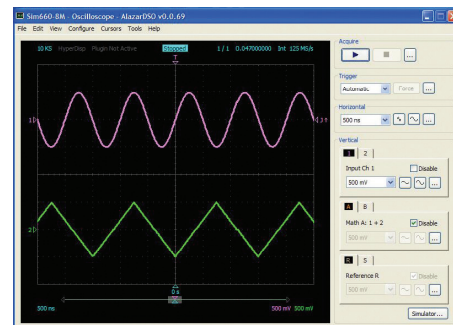 Sim660-8M - Oscilloscope - AlazarDSO v0.0.69
File Edit View Configure Cursors Tools Help
10 KS HyperDisp Plugin Not Active Stopped 1 / 1 0.047000000 Int 125 MS/s
T
1
2
0 s
500 ns 500 mV 500 mV
Acquire
...
Trigger
Automatic Force ...
Horizontal
500 ns ...
Vertical
1 2
Input Ch 1 Disable
500 mV ...
A B
Math A: 1 + 2 Disable
500 mV ...
R S
Reference R Disable
500 mV ...
Simulator...